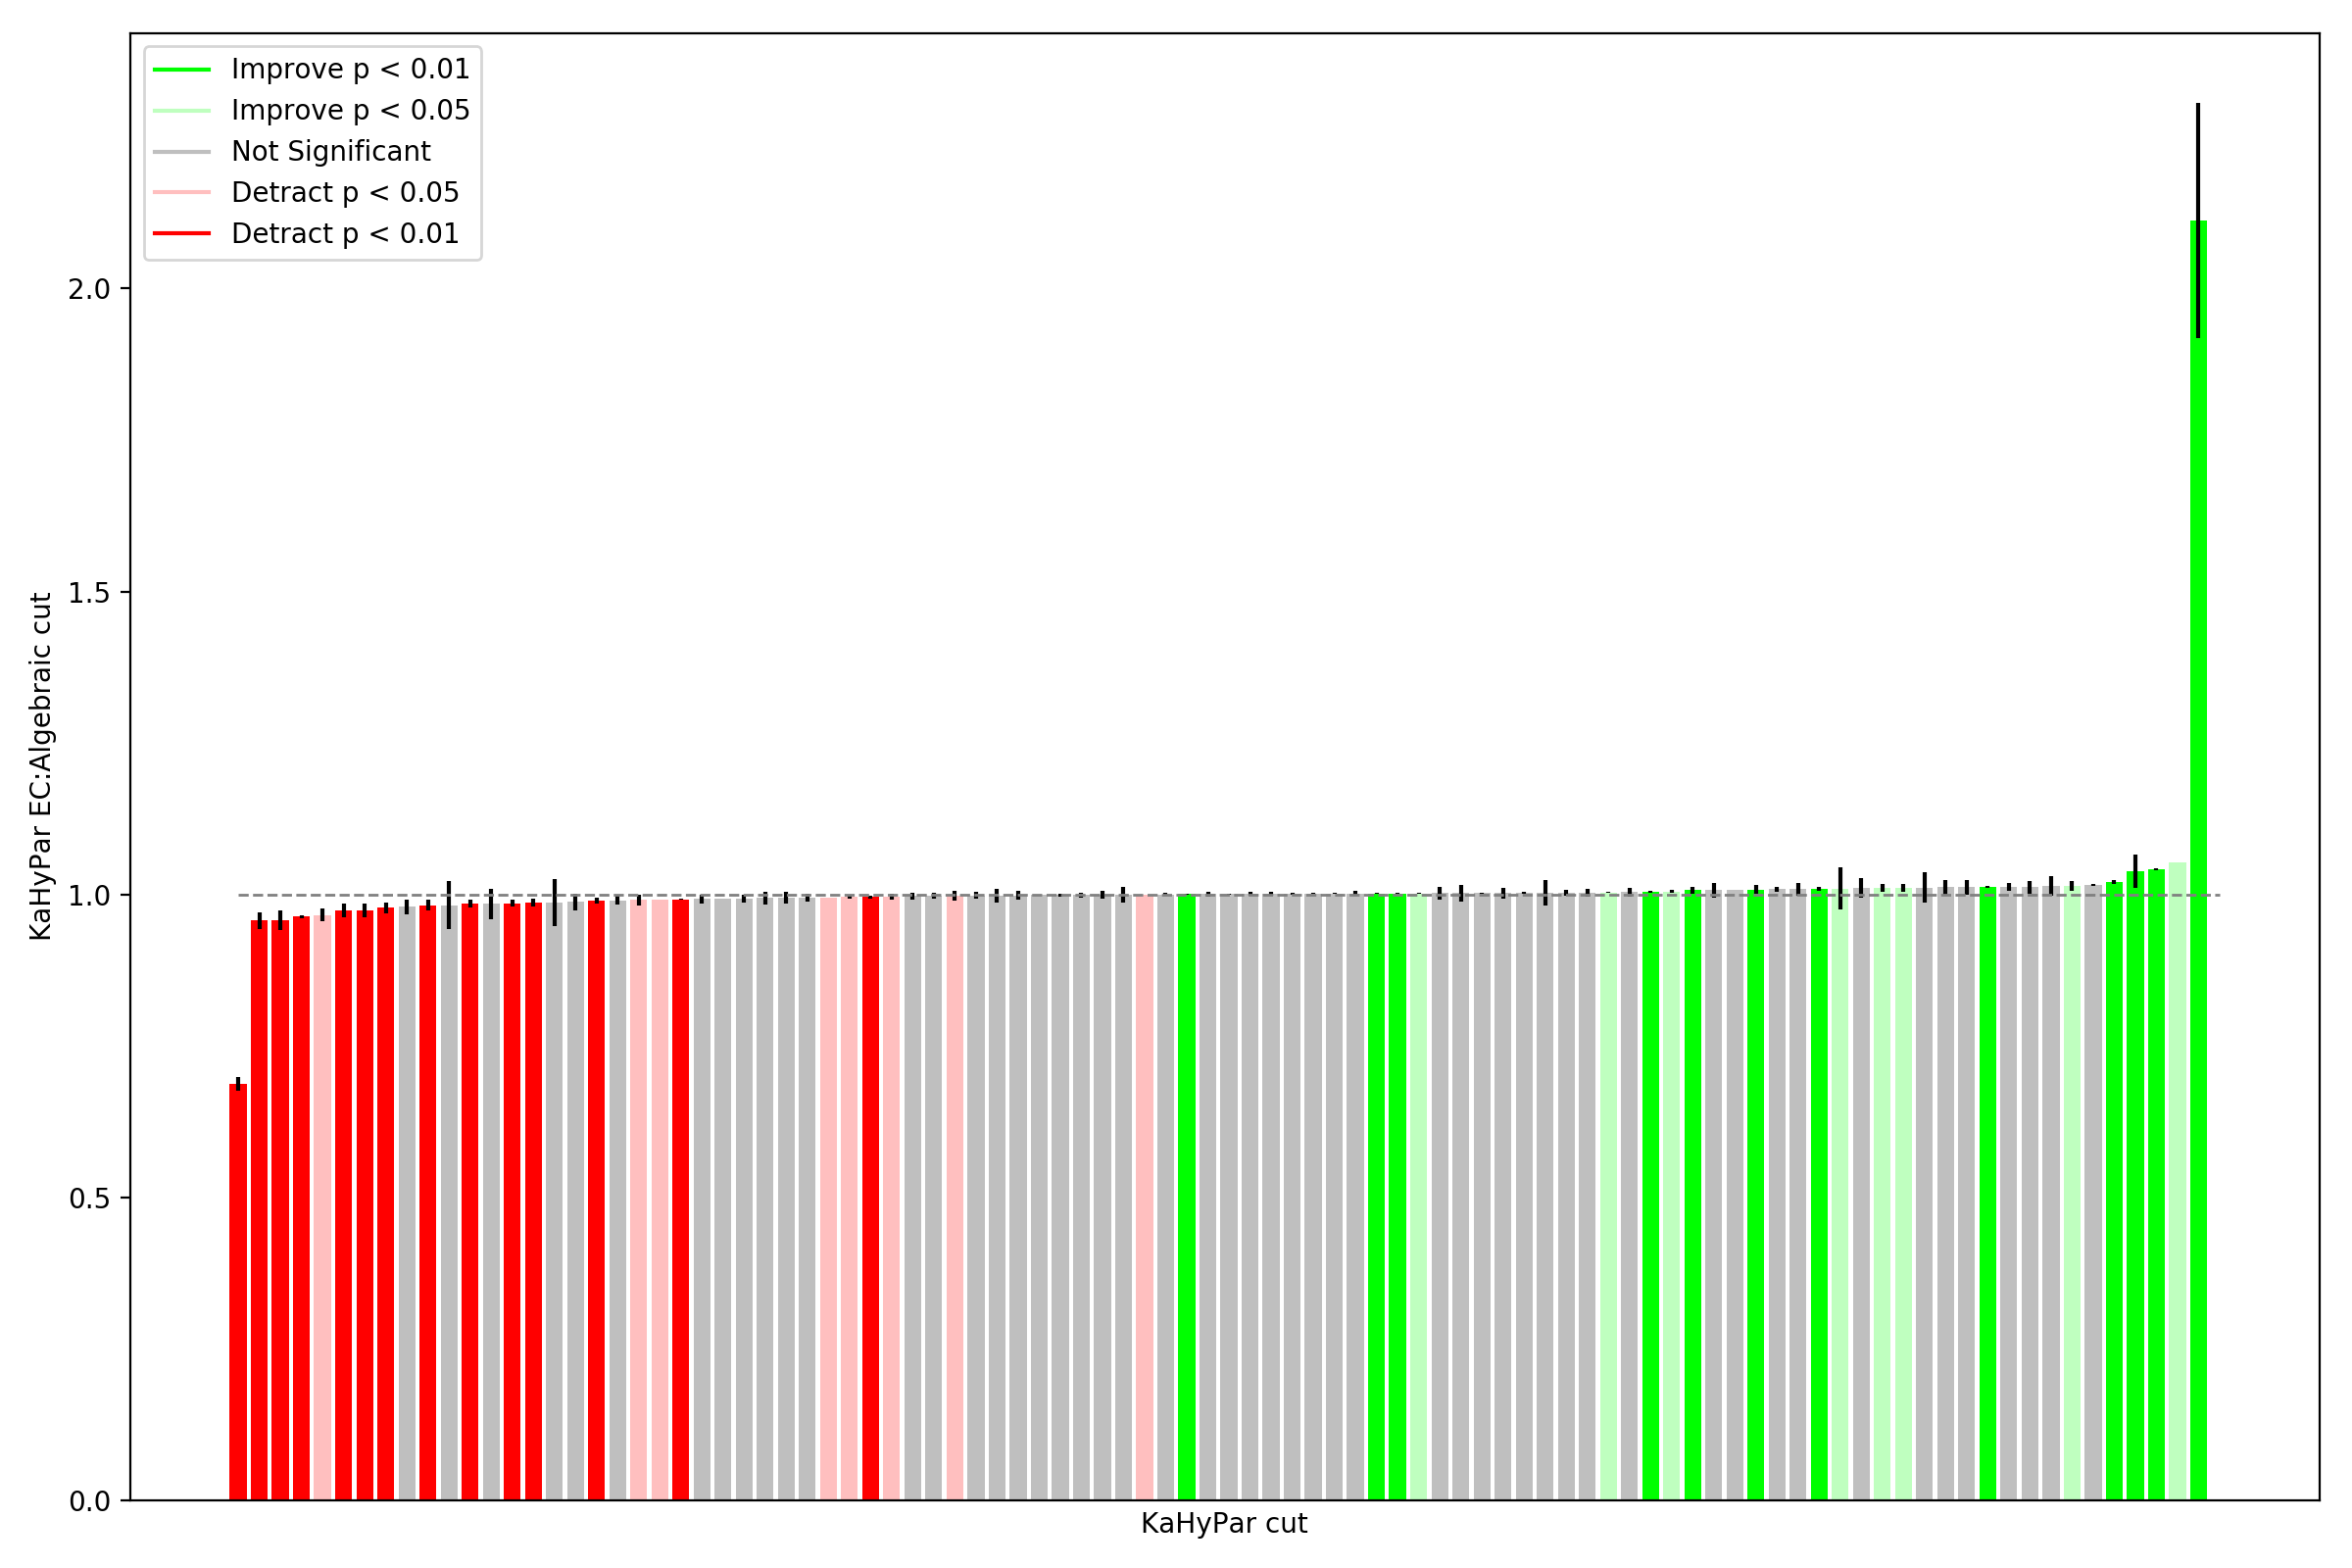 Improve p < 0.01
Improve p < 0.05
Not Significant
Detract p < 0.05
Detract p < 0.01
2.0
1.5
1.0
0.5
0.0
KaHyPar EC:Algebraic cut
KaHyPar cut